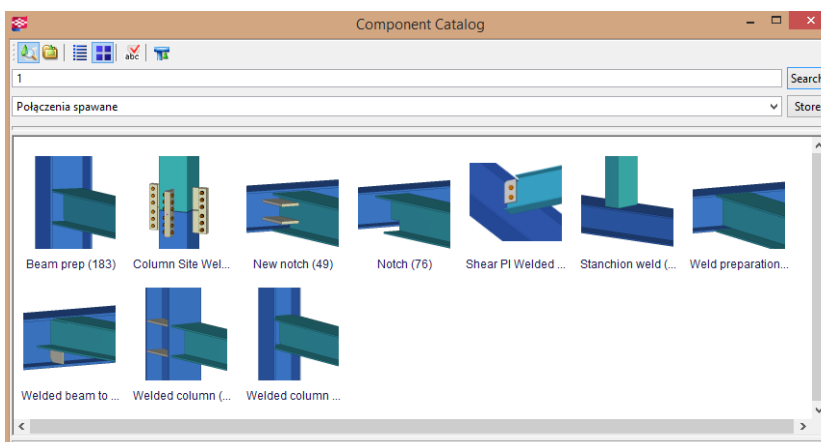 Component Catalog
abc
1
Search
Połączenia spawane
Store
Beam prep (183)
Column Site Wel...
New notch (49)
Notch (76)
Shear Pl Welded ...
Stanchion weld (...
Weld preparation...
Welded beam to ...
Welded column (...
Welded column ...